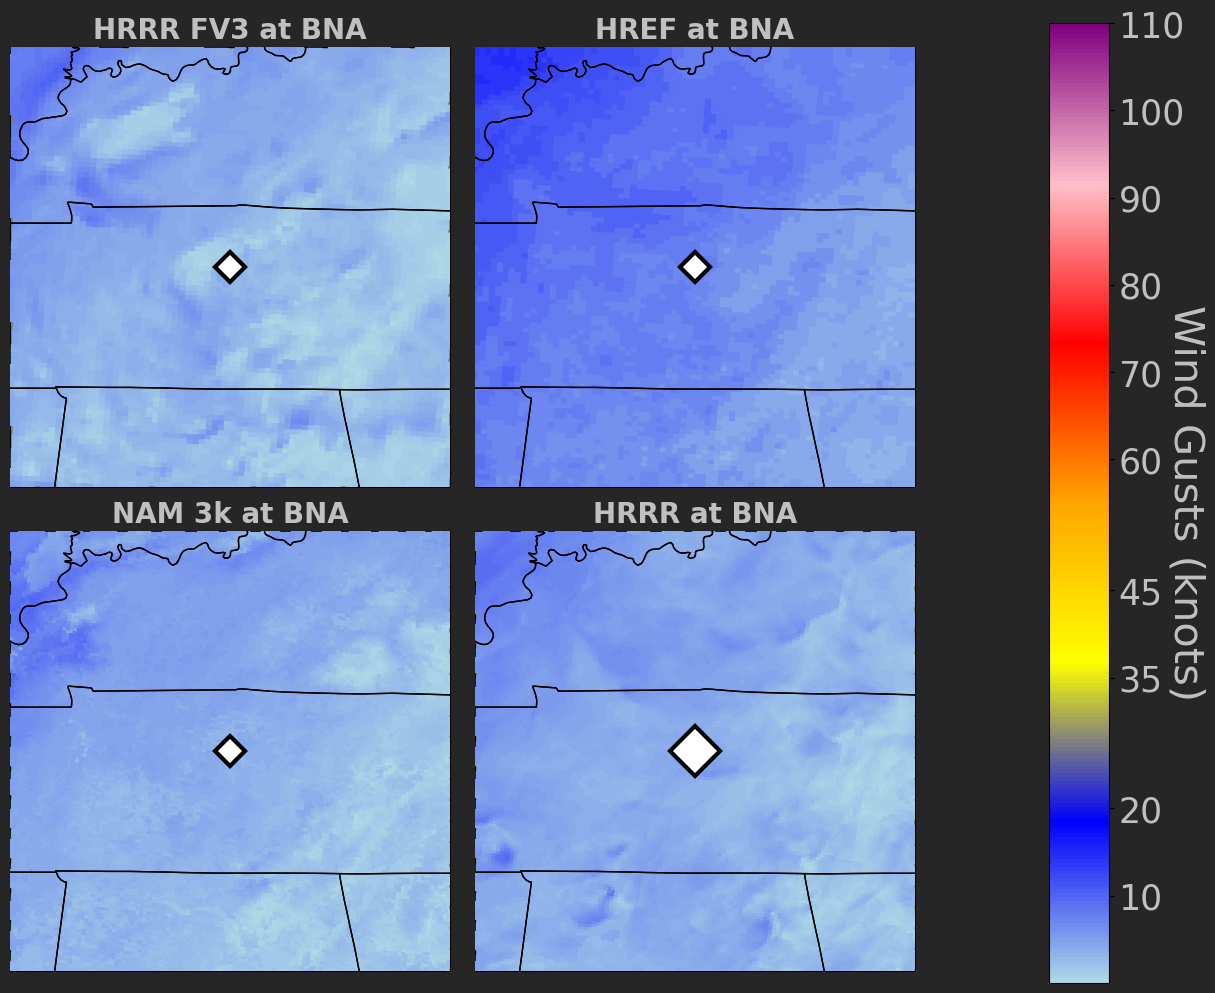 HRRR FV3 at BNA
HREF at BNA
NAM 3k at BNA
HRRR at BNA
110
100
90
80
70
60
45
35
20
10
Wind Gusts (knots)